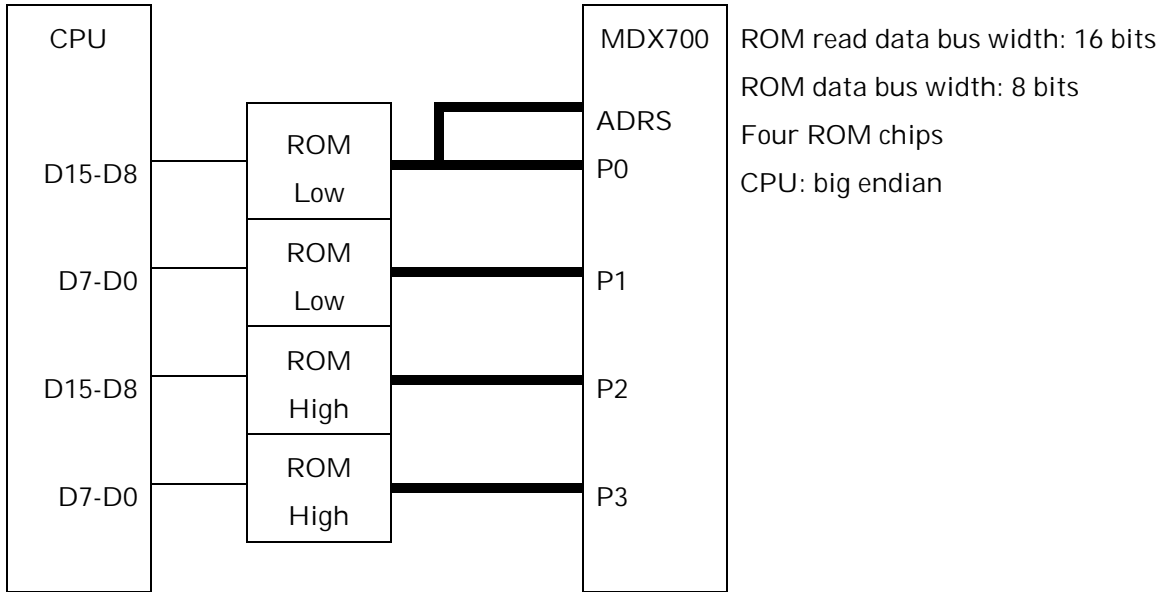 CPU
MDX700
ROM read data bus width: 16 bits
ROM data bus width: 8 bits
Four ROM chips
CPU: big endian
ADRS
D15-D8
ROM
Low
P0
D7-D0
ROM
Low
P1
D15-D8
ROM
High
P2
D7-D0
ROM
High
P3